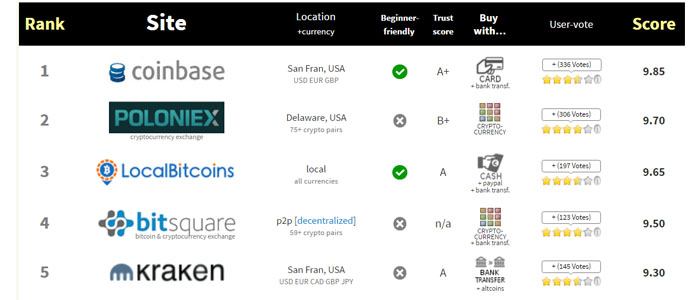 Rank Site Location +currency Beginner-friendly Trust score Buy with... User-vote Score
1 coinbase San Fran, USA USD EUR GBP A+ CARD + bank transf. + (336 Votes) 9.85
2 POLONIEX cryptocurrency exchange Delaware, USA 75+ crypto pairs B+ CRYPTO-CURRENCY + (306 Votes) 9.70
3 LocalBitcoins local all currencies A CASH + paypal + bank transf. + (197 Votes) 9.65
4 bitsquare bitcoin & cryptocurrency exchange p2p [decentralized] 59+ crypto pairs n/a CRYPTO-CURRENCY + bank transf. + (123 Votes) 9.50
5 kraken San Fran, USA USD EUR CAD GBP JPY A BANK TRANSFER + altcoins + (145 Votes) 9.30